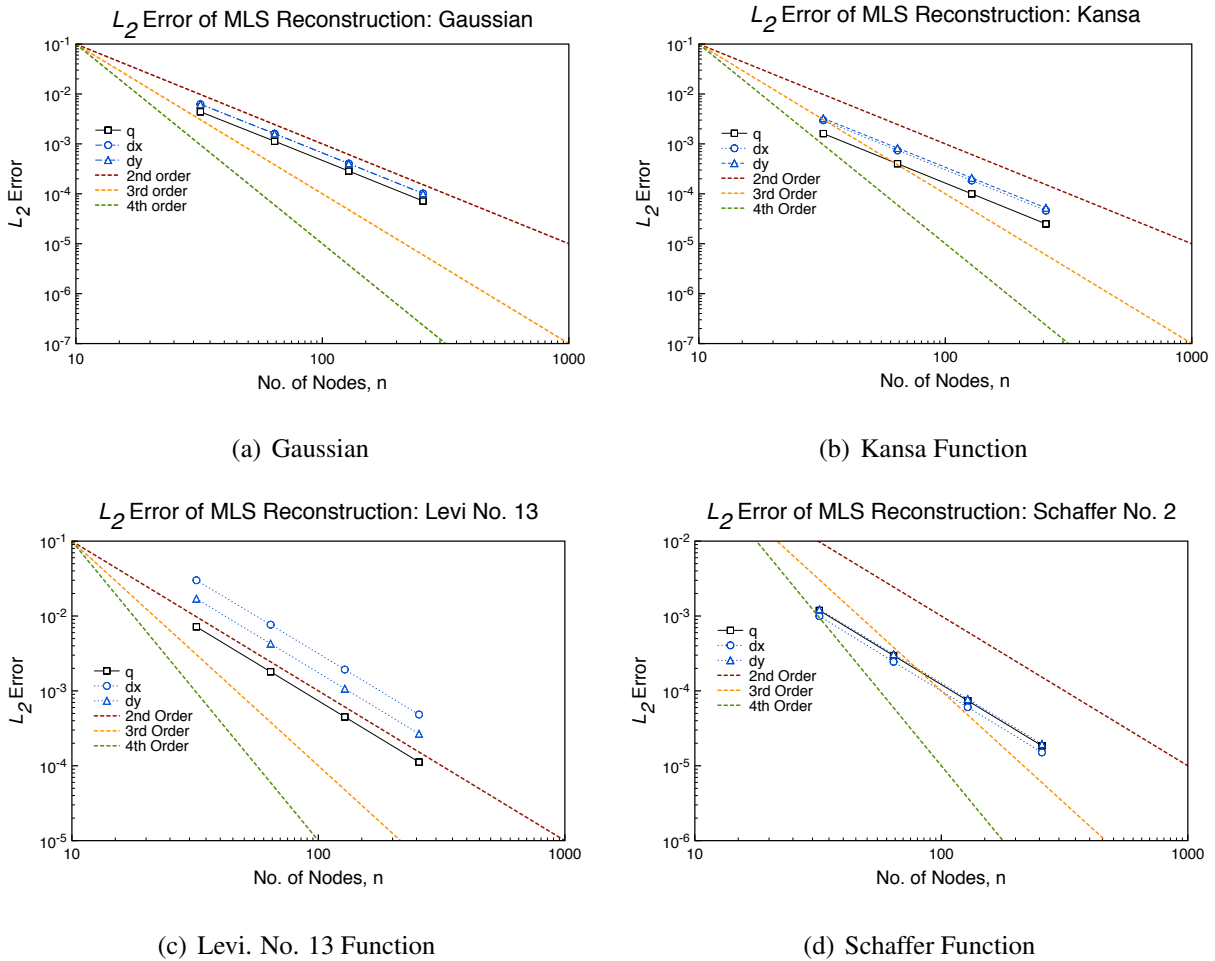 L2 Error of MLS Reconstruction: Gaussian
10-1
10-2
10-3
10-4
10-5
10-6
10-7
L2 Error
q
dx
dy
2nd order
3rd order
4th order
10 100 1000
No. of Nodes, n
(a) Gaussian
L2 Error of MLS Reconstruction: Kansa
10-1
10-2
10-3
10-4
10-5
10-6
10-7
L2 Error
q
dx
dy
2nd Order
3rd Order
4th Order
10 100 1000
No. of Nodes, n
(b) Kansa Function
L2 Error of MLS Reconstruction: Levi No. 13
10-1
10-2
10-3
10-4
10-5
L2 Error
q
dx
dy
2nd Order
3rd Order
4th Order
10 100 1000
No. of Nodes, n
(c) Levi. No. 13 Function
L2 Error of MLS Reconstruction: Schaffer No. 2
10-2
10-3
10-4
10-5
10-6
L2 Error
q
dx
dy
2nd Order
3rd Order
4th Order
10 100 1000
No. of Nodes, n
(d) Schaffer Function